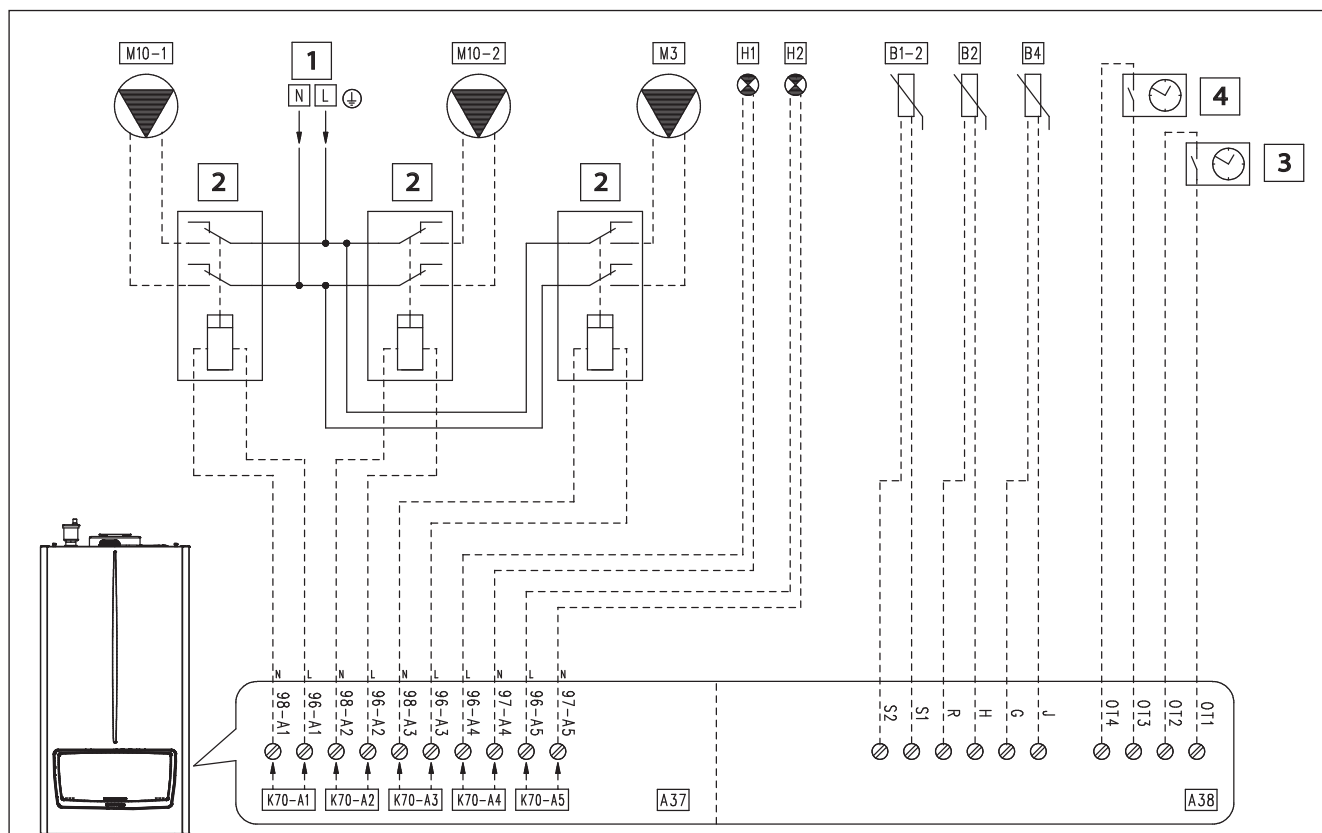 M10-1 1 M10-2 M3 H1 H2 B1-2 B2 B4
N L
4
3
2 2 2
N L N L N L L N L N
98-A1 96-A1 98-A2 96-A2 98-A3 96-A3 96-A4 97-A4 96-A5 97-A5 S2 S1 R H G J OT4 OT3 OT2 OT1
K70-A1 K70-A2 K70-A3 K70-A4 K70-A5 A37 A38